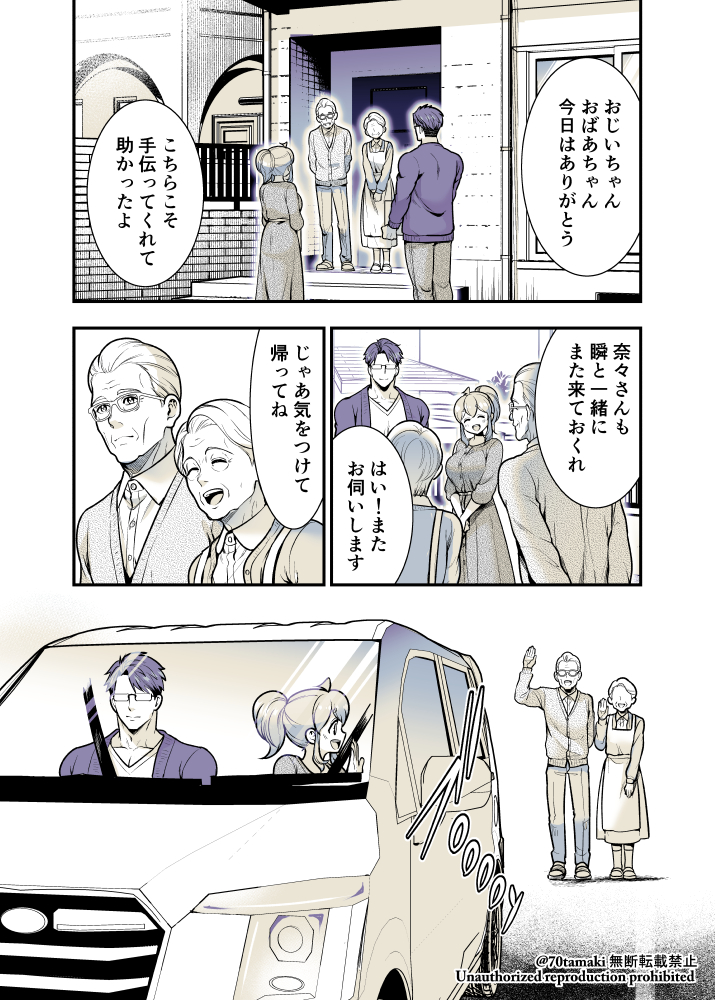 おじいちゃん
おばあちゃん
今日はありがとう
こちらこそ
手伝ってくれて
助かったよ
奈々さんも
瞬と一緒に
また来ておくれ
はい！また
お伺いします
じゃあ気をつけて
帰ってね
@70tamaki 無断転載禁止
Unauthorized reproduction prohibited